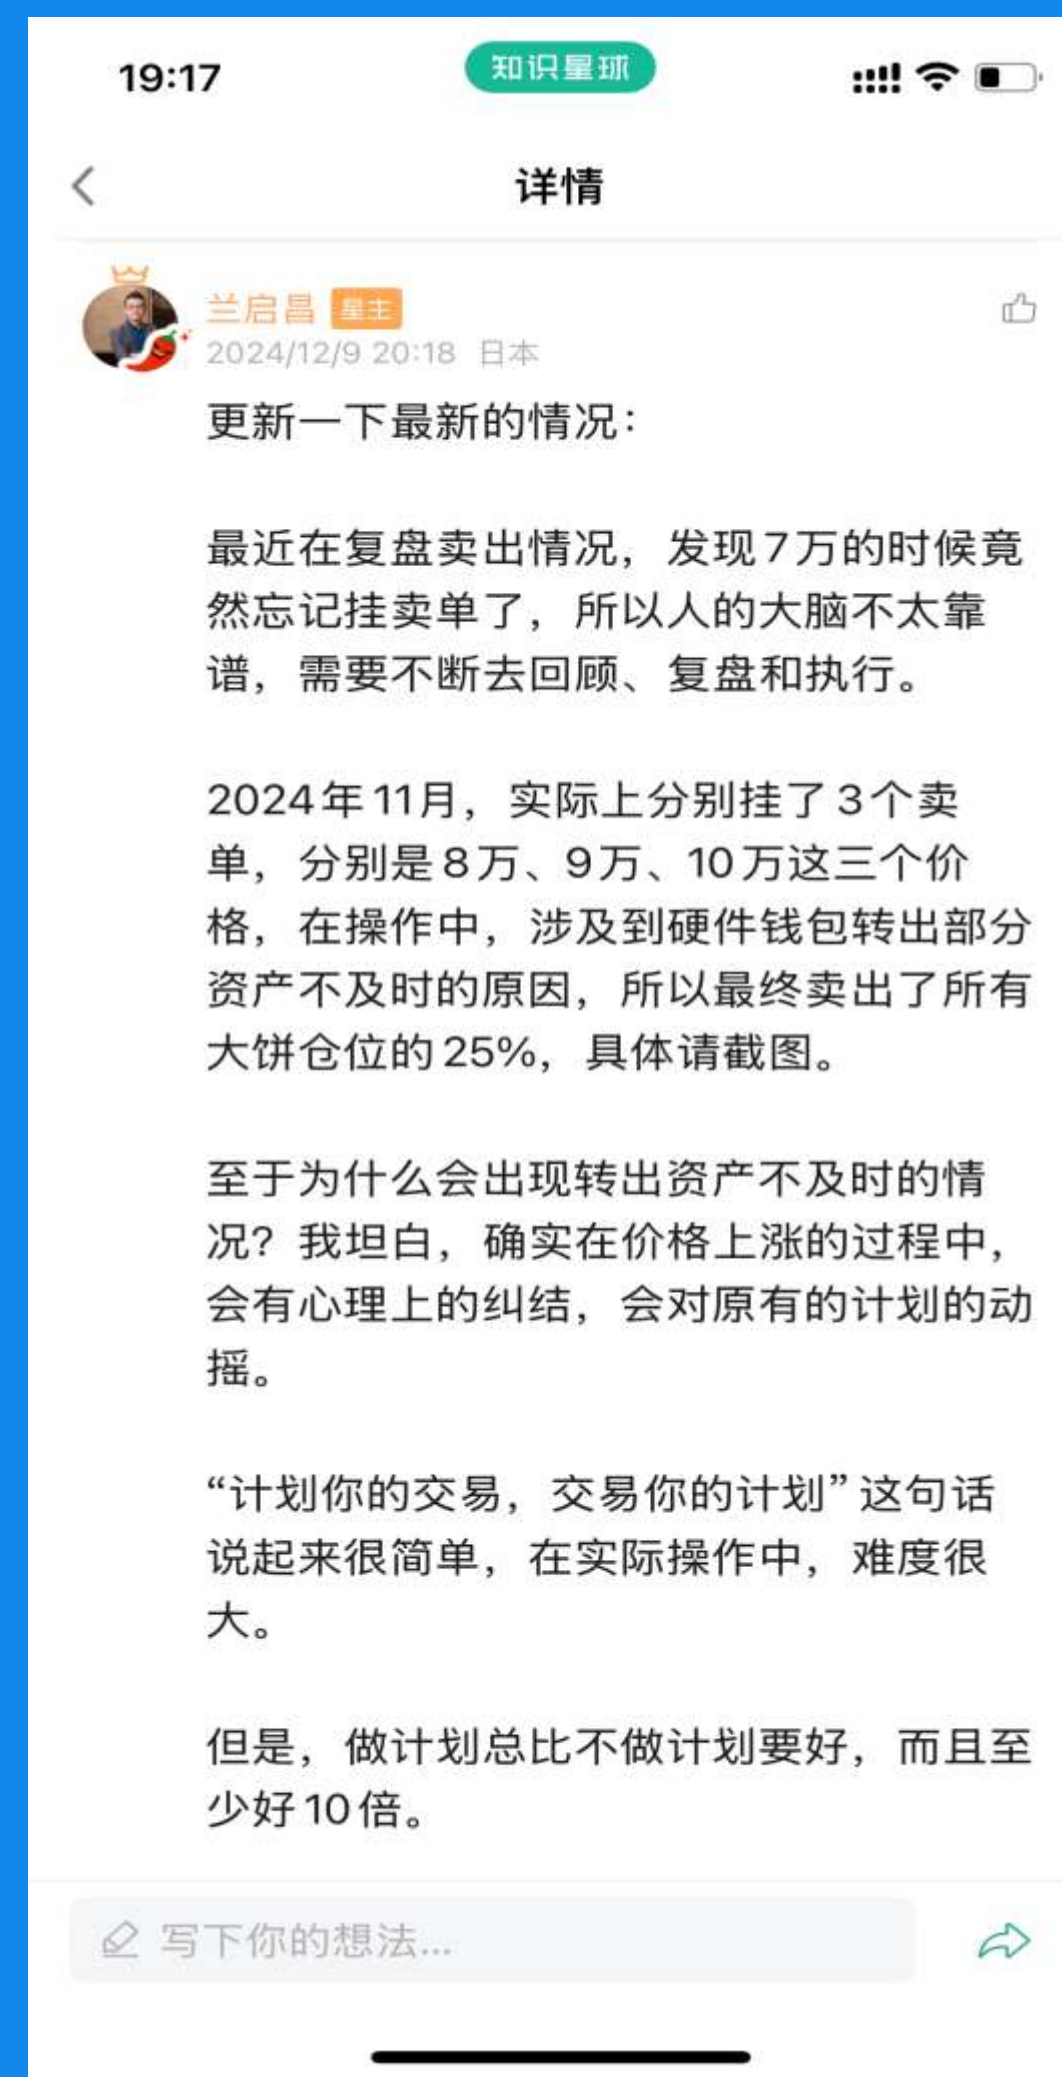 19:17
知识星球
详情
兰启昌 星主
2024/12/9 20:18 日本
更新一下最新的情况：
最近在复盘卖出情况，发现7万的时候竟
然忘记挂卖单了，所以人的大脑不太靠
谱，需要不断去回顾、复盘和执行。
2024年11月，实际上分别挂了3个卖
单，分别是8万、9万、10万这三个价
格，在操作中，涉及到硬件钱包转出部分
资产不及时的原因，所以最终卖出了所有
大饼仓位的25%，具体请截图。
至于为什么会出现转出资产不及时的情
况？我坦白，确实在价格上涨的过程中，
会有心理上的纠结，会对原有的计划的动
摇。
“计划你的交易，交易你的计划”这句话
说起来很简单，在实际操作中，难度很
大。
但是，做计划总比不做计划要好，而且至
少好10倍。
写下你的想法...